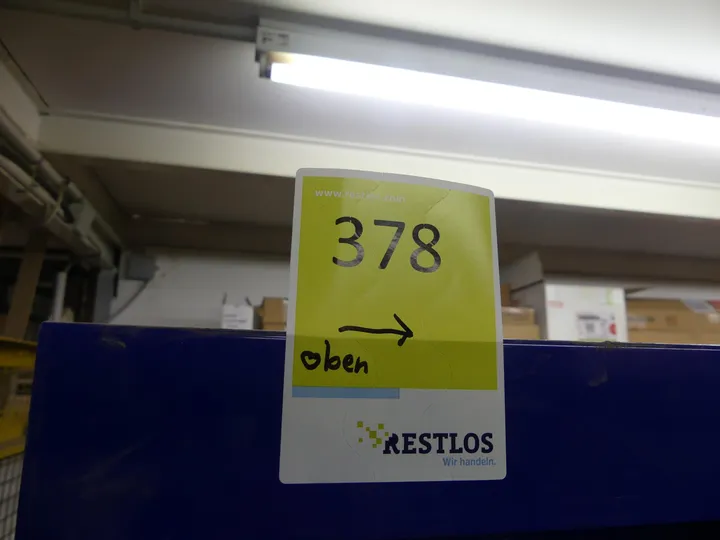 378
oben
RESTLOS
Wir handeln.